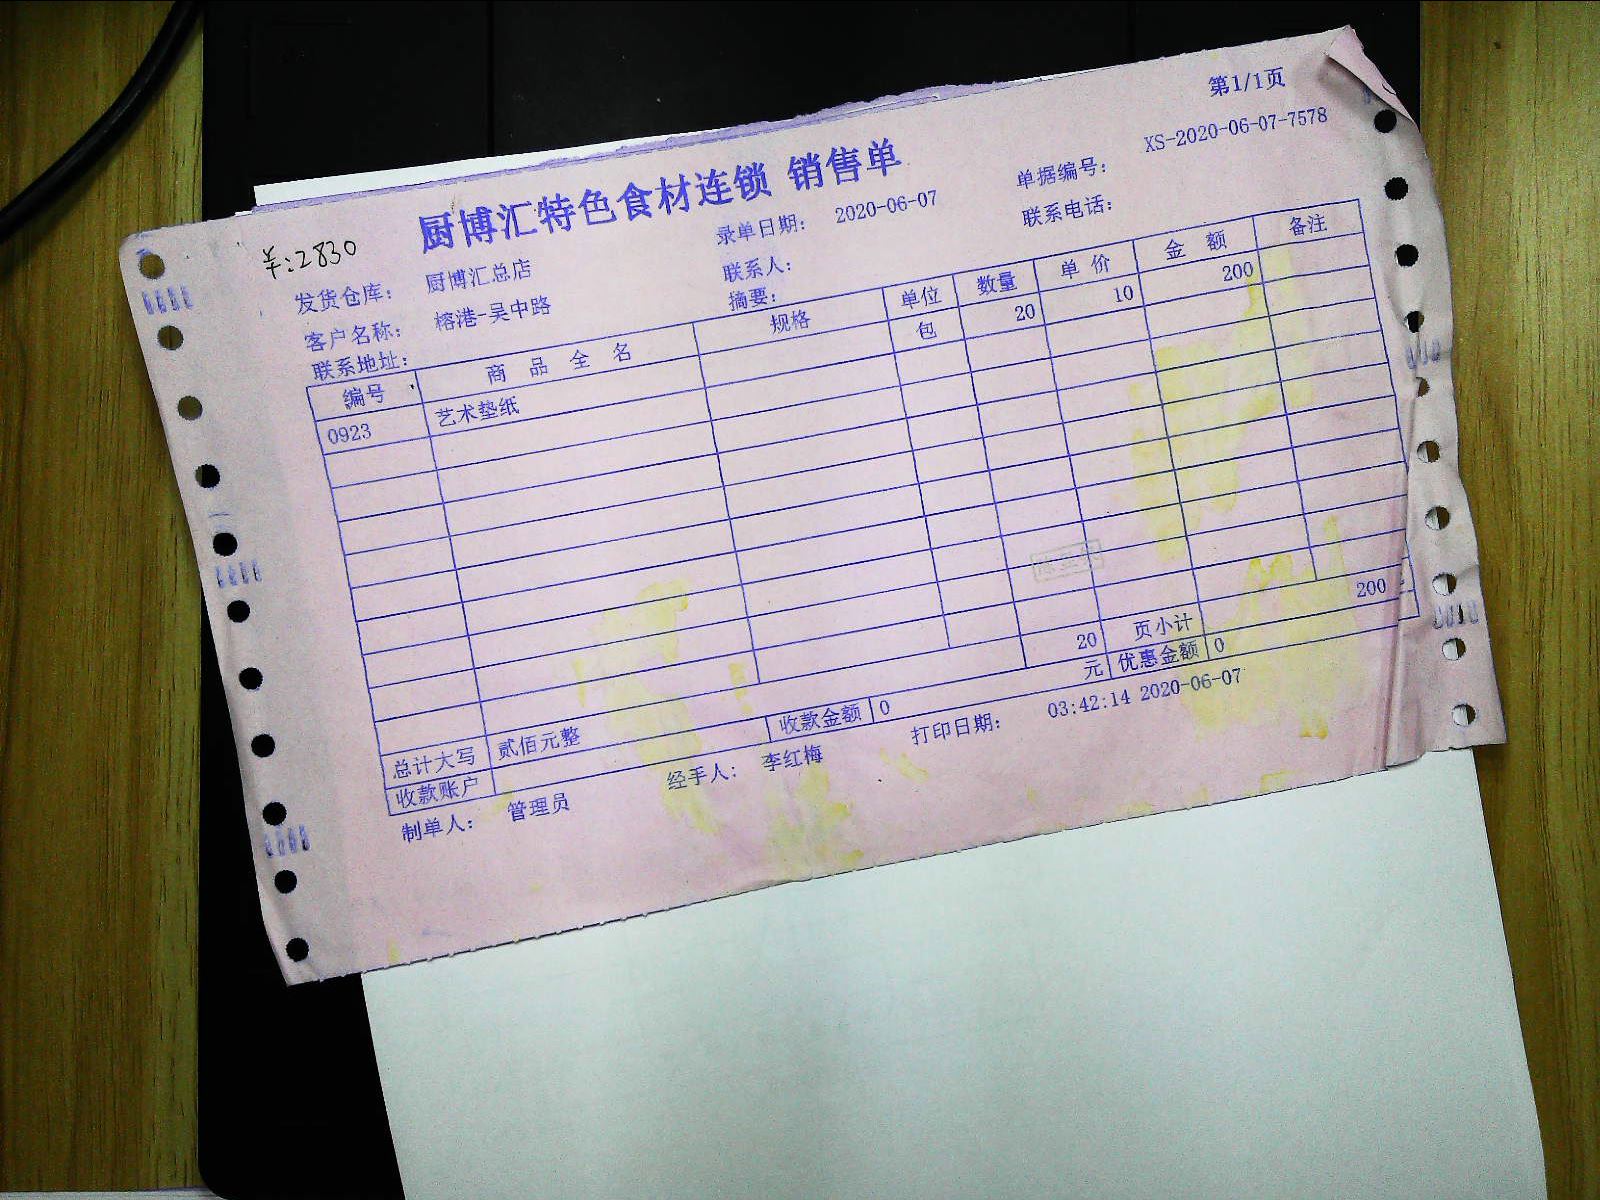 第1/1页
厨博汇特色食材连锁 销售单
¥:2830
录单日期: 2020-06-07
单据编号: XS-2020-06-07-7578
发货仓库: 厨博汇总店
联系人:
联系电话:
客户名称: 榕港-吴中路
摘要:
联系地址:
编号 商 品 全 名 规格 单位 数量 单 价 金 额 备注
0923 艺术垫纸 包 20 10 200
20 页小计 200
总计大写 贰佰元整 元 优惠金额 0
收款账户 收款金额 0
制单人: 管理员 经手人: 李红梅 打印日期: 03:42:14 2020-06-07